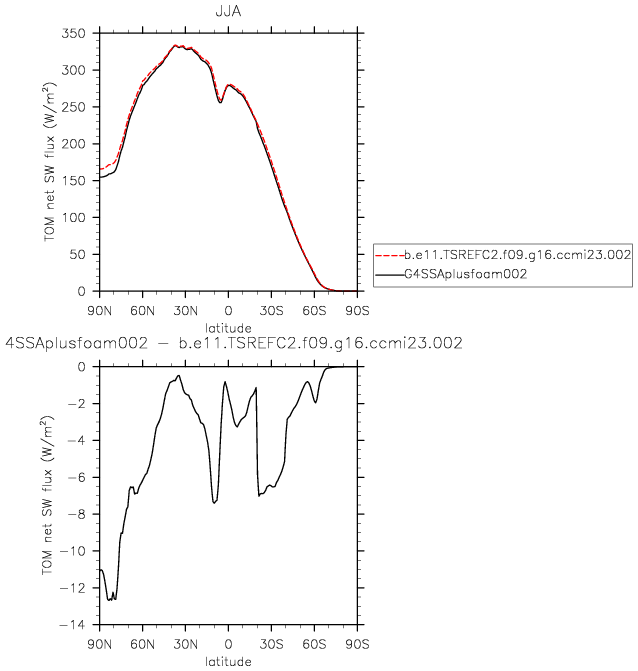 JJA
TOM net SW flux (W/m²)
350
300
250
200
150
100
50
0
90N 60N 30N 0 30S 60S 90S
latitude
b.e11.TSREFC2.f09.g16.ccmi23.002
G4SSAplusfoam002
4SSAplusfoam002 − b.e11.TSREFC2.f09.g16.ccmi23.002
TOM net SW flux (W/m²)
0
−2
−4
−6
−8
−10
−12
−14
90N 60N 30N 0 30S 60S 90S
latitude